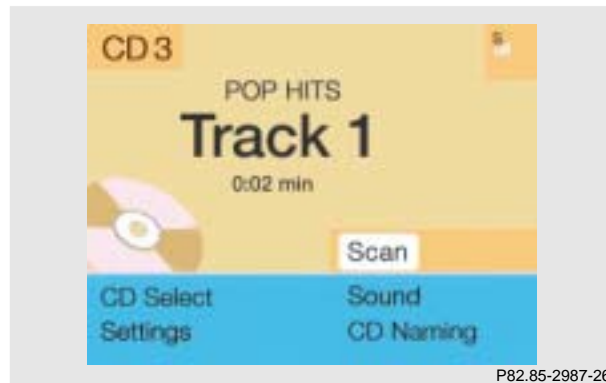 CD 3
POP HITS
Track 1
0:02 min
Scan
CD Select Sound
Settings CD Naming
P82.85-2987-26